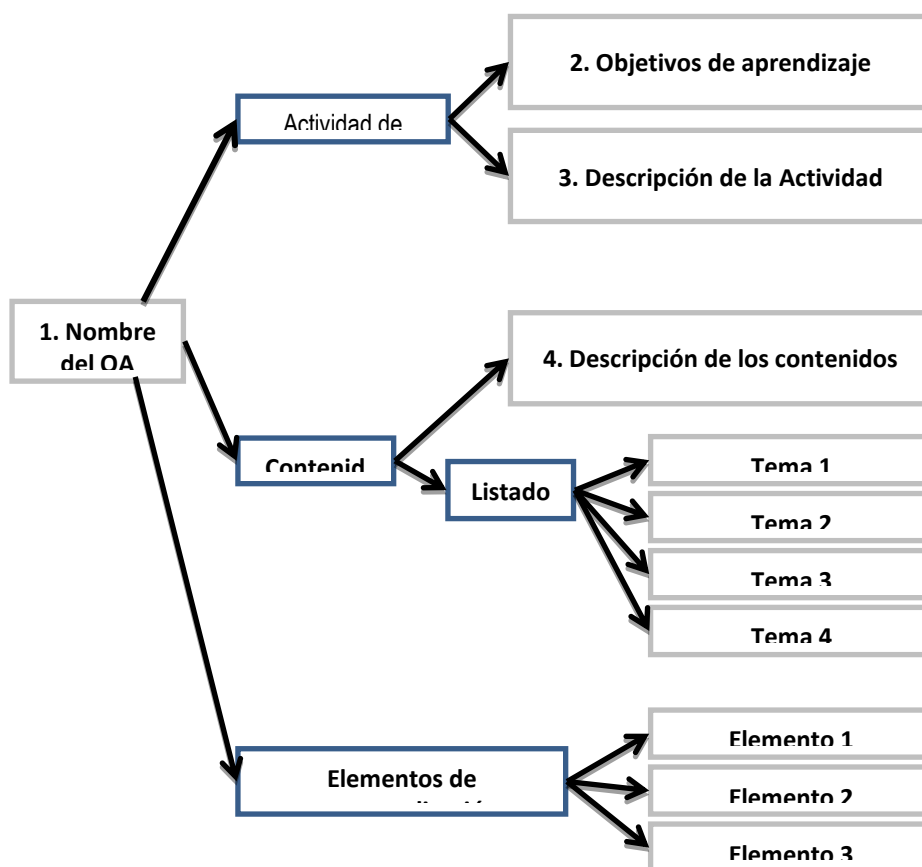 2. Objetivos de aprendizaje
Actividad de
3. Descripción de la Actividad
1. Nombre
del OA
4. Descripción de los contenidos
Contenid
Listado
Tema 1
Tema 2
Tema 3
Tema 4
Elementos de
Elemento 1
Elemento 2
Elemento 3